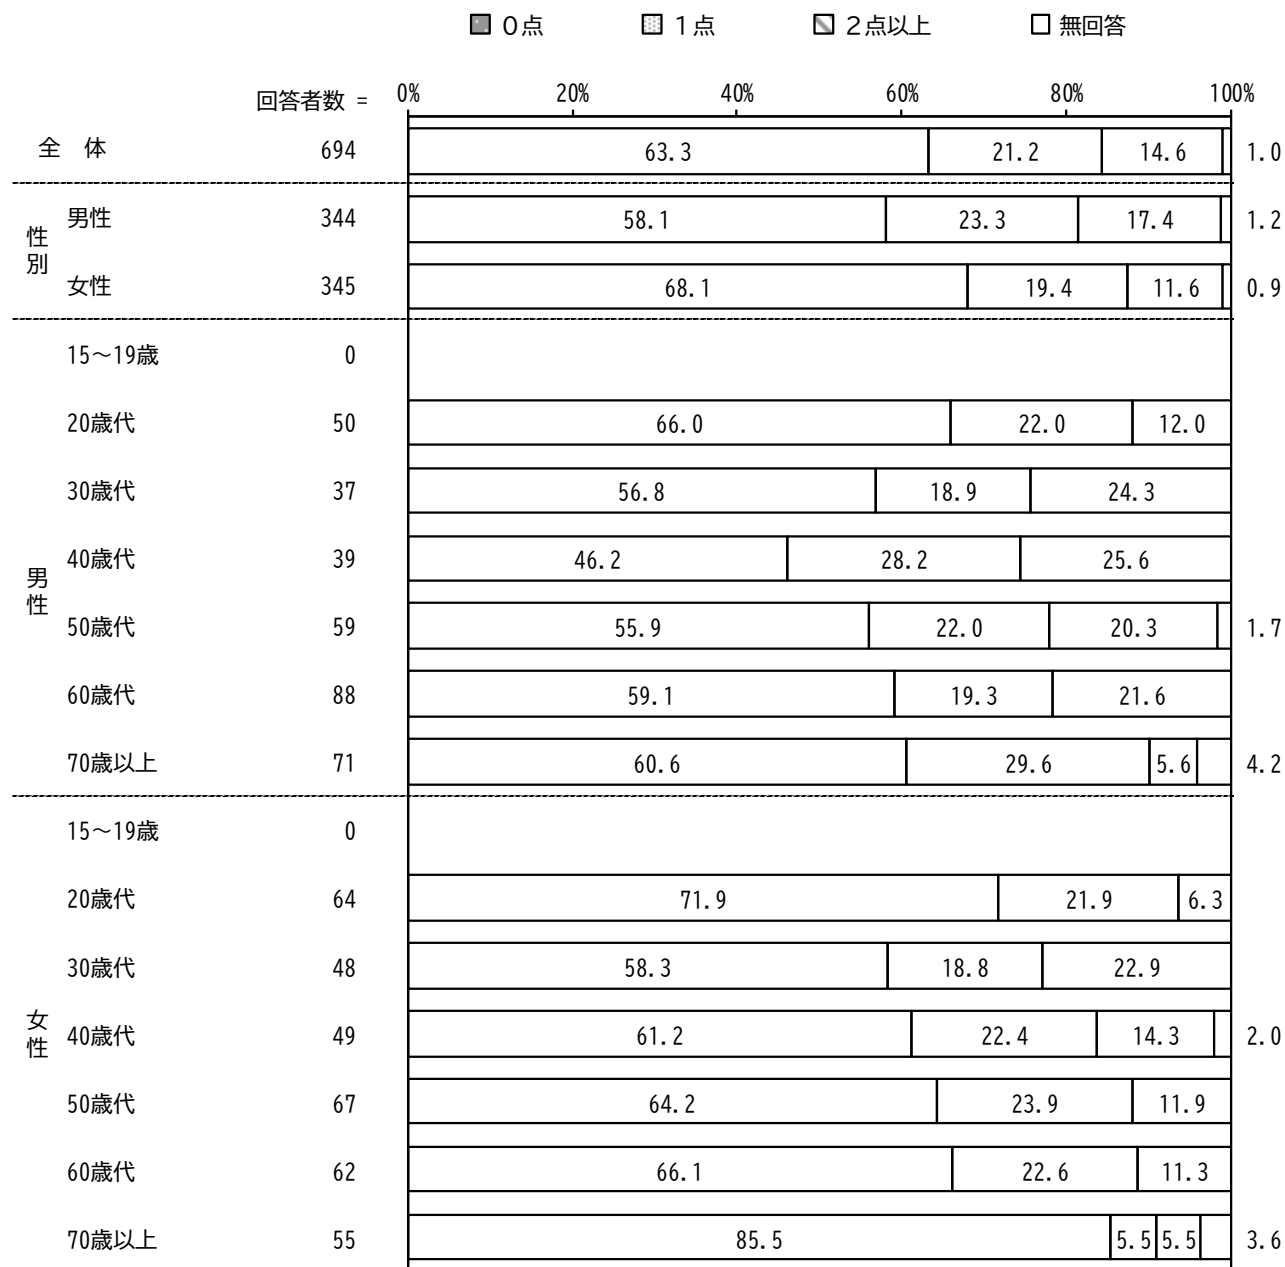 ０点 １点 ２点以上 無回答
回答者数 = 0% 20% 40% 60% 80% 100%
全 体 694 63.3 21.2 14.6 1.0
性別
男性 344 58.1 23.3 17.4 1.2
女性 345 68.1 19.4 11.6 0.9
男性
15～19歳 0
20歳代 50 66.0 22.0 12.0
30歳代 37 56.8 18.9 24.3
40歳代 39 46.2 28.2 25.6
50歳代 59 55.9 22.0 20.3 1.7
60歳代 88 59.1 19.3 21.6
70歳以上 71 60.6 29.6 5.6 4.2
女性
15～19歳 0
20歳代 64 71.9 21.9 6.3
30歳代 48 58.3 18.8 22.9
40歳代 49 61.2 22.4 14.3 2.0
50歳代 67 64.2 23.9 11.9
60歳代 62 66.1 22.6 11.3
70歳以上 55 85.5 5.5 5.5 3.6